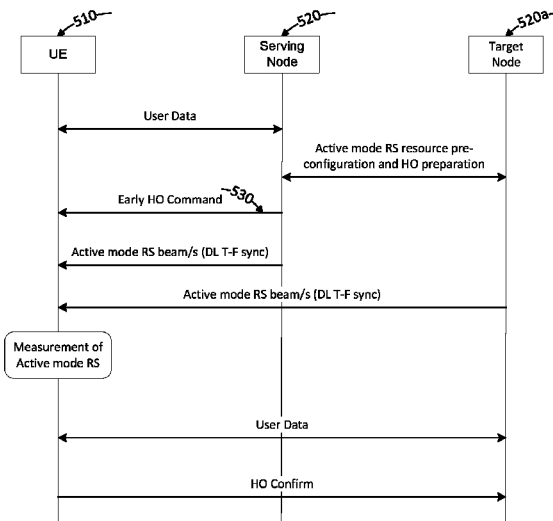 510
520
520a
UE
Serving
Node
Target
Node
User Data
Active mode RS resource pre-
configuration and HO preparation
Early HO Command
530
Active mode RS beam/s (DL T-F sync)
Active mode RS beam/s (DL T-F sync)
Measurement of
Active mode RS
User Data
HO Confirm